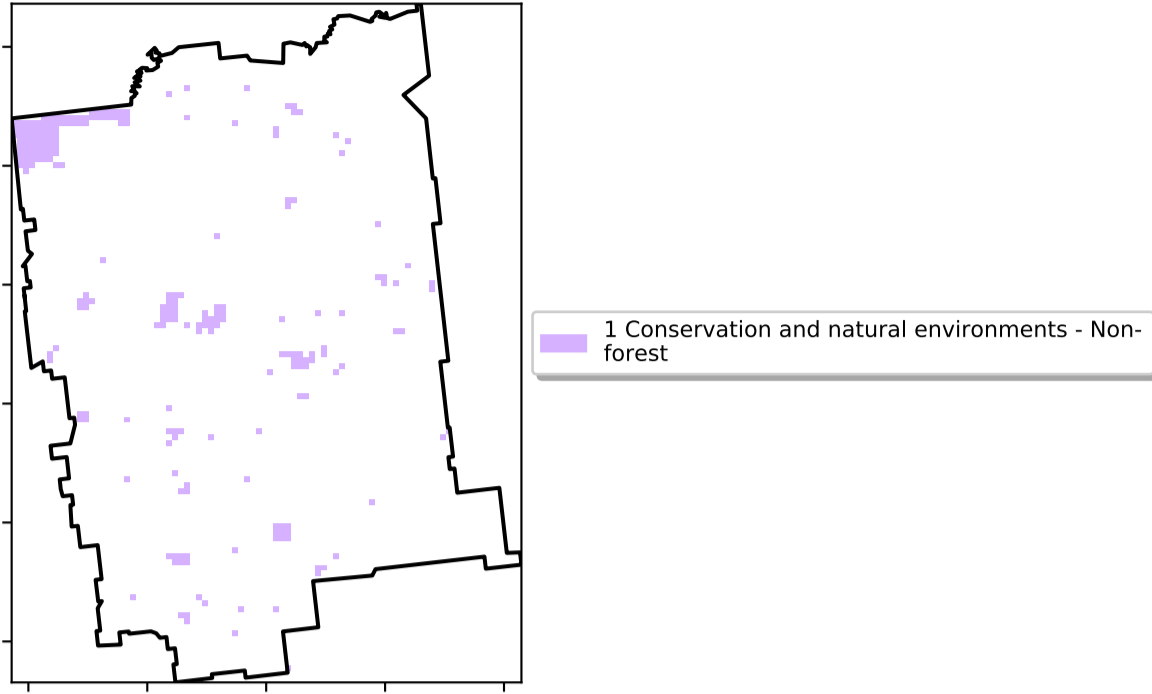 1 Conservation and natural environments - Non-
forest